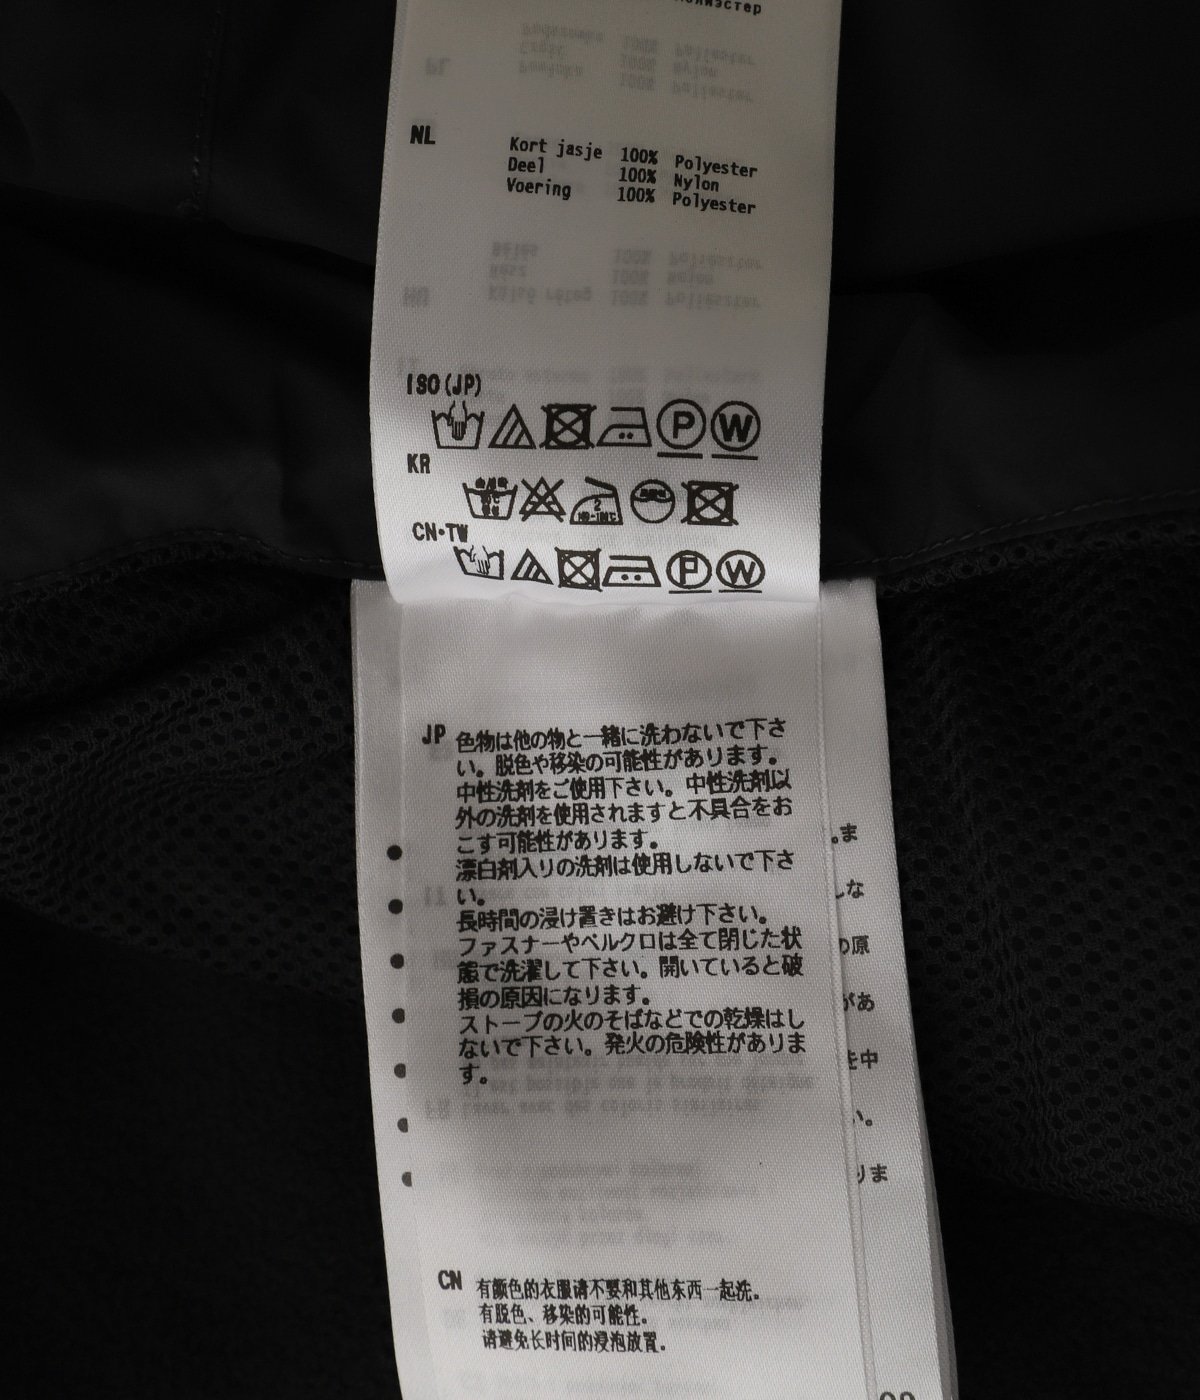 NL
Kort jasje 100% Polyester
Deel 100% Nylon
Voering 100% Polyester
ISO(JP)
P W
KR
CN・TW
P W
JP 色物は他の物と一緒に洗わないで下さ
い。脱色や移染の可能性があります。
中性洗剤をご使用下さい。中性洗剤以
外の洗剤を使用されますと不具合をお
こす可能性があります。
漂白剤入りの洗剤は使用しないで下さ
い。
長時間の浸け置きはお避け下さい。
ファスナーやベルクロは全て閉じた状
態で洗濯して下さい。開いていると破
損の原因になります。
ストーブの火のそばなどでの乾燥はし
ないで下さい。発火の危険性がありま
す。
CN 有颜色的衣服请不要和其他东西一起洗。
有脱色、移染的可能性。
请避免长时间的浸泡放置。